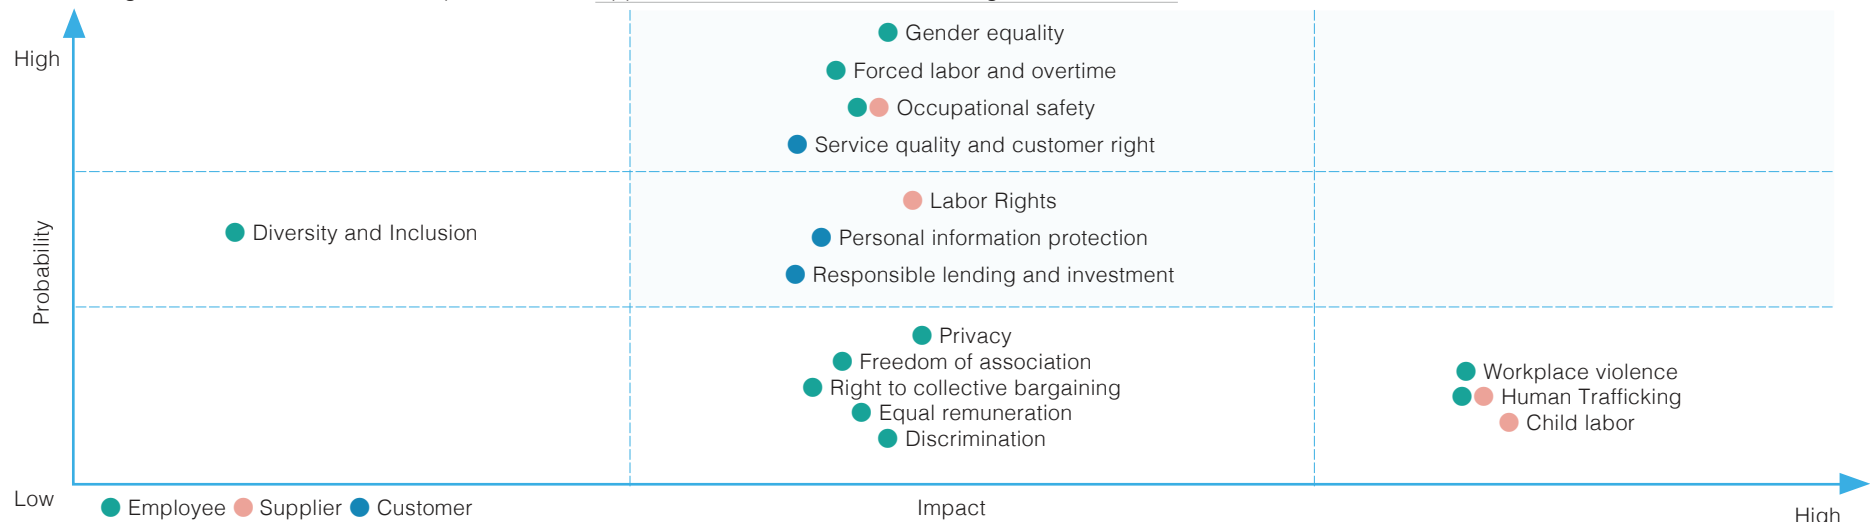 High
Gender equality
Forced labor and overtime
Occupational safety
Service quality and customer right
Probability
Diversity and Inclusion
Labor Rights
Personal information protection
Responsible lending and investment
Privacy
Freedom of association
Right to collective bargaining
Equal remuneration
Discrimination
Workplace violence
Human Trafficking
Child labor
Low
Employee Supplier Customer
Impact
High